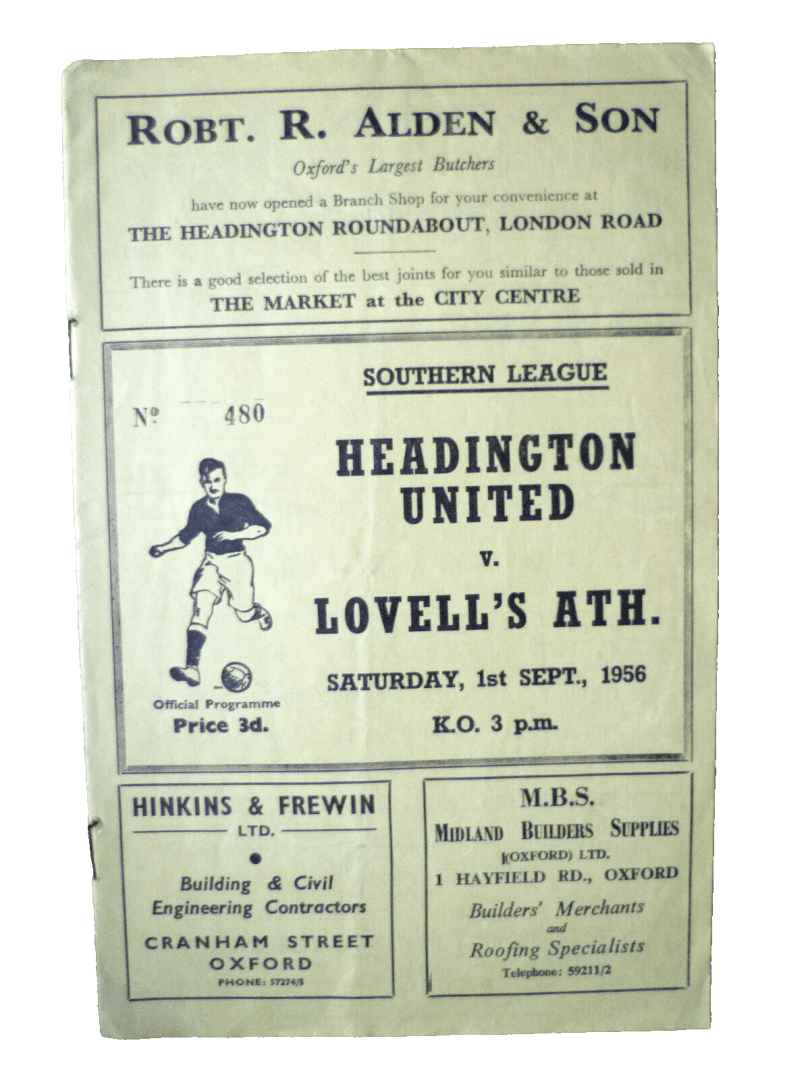 ROBT. R. ALDEN & SON
Oxford's Largest Butchers
have now opened a Branch Shop for your convenience at
THE HEADINGTON ROUNDABOUT, LONDON ROAD
There is a good selection of the best joints for you similar to those sold in
THE MARKET at the CITY CENTRE
SOUTHERN LEAGUE
Nº 480
HEADINGTON
UNITED
v.
LOVELL'S ATH.
SATURDAY, 1st SEPT., 1956
K.O. 3 p.m.
Official Programme
Price 3d.
HINKINS & FREWIN
LTD.
Building & Civil
Engineering Contractors
CRANHAM STREET
OXFORD
PHONE: 57274/5
M.B.S.
MIDLAND BUILDERS SUPPLIES
(OXFORD) LTD.
1 HAYFIELD RD., OXFORD
Builders' Merchants
and
Roofing Specialists
Telephone: 59211/2